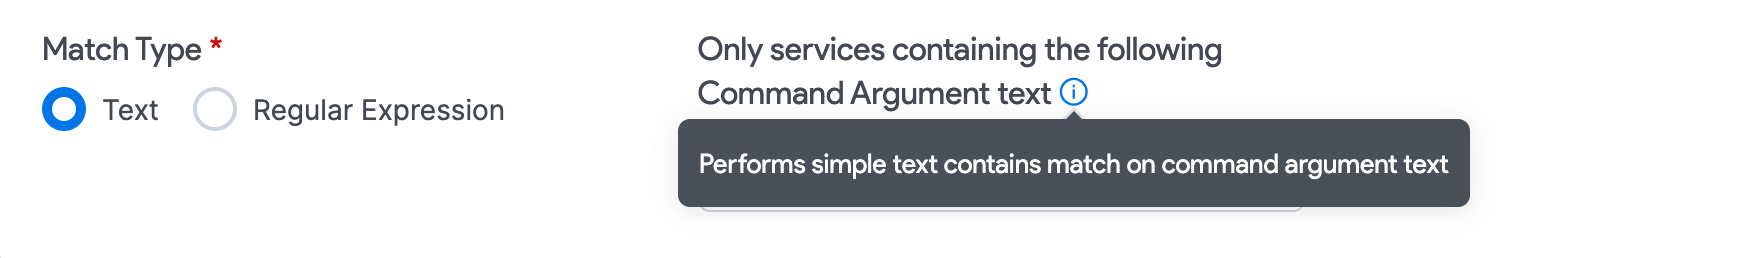 Match Type *
Text
Regular Expression
Only services containing the following
Command Argument text
Performs simple text contains match on command argument text